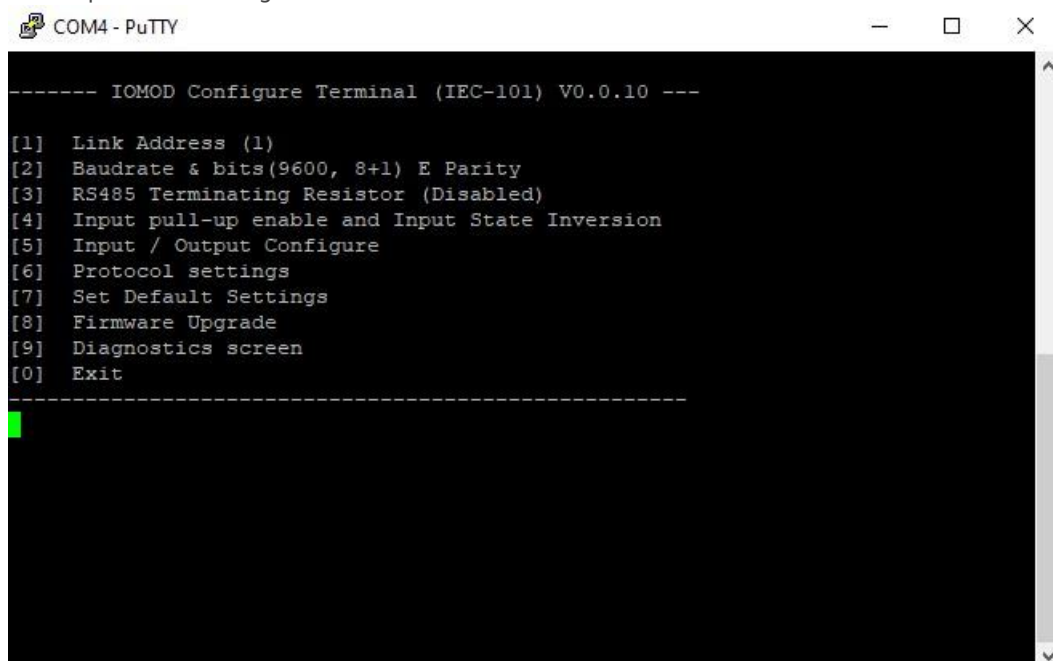 COM4 - PuTTY
------- IOMOD Configure Terminal (IEC-101) V0.0.10 ---
[1] Link Address (1)
[2] Baudrate & bits(9600, 8+1) E Parity
[3] RS485 Terminating Resistor (Disabled)
[4] Input pull-up enable and Input State Inversion
[5] Input / Output Configure
[6] Protocol settings
[7] Set Default Settings
[8] Firmware Upgrade
[9] Diagnostics screen
[0] Exit
-----------------------------------------------------